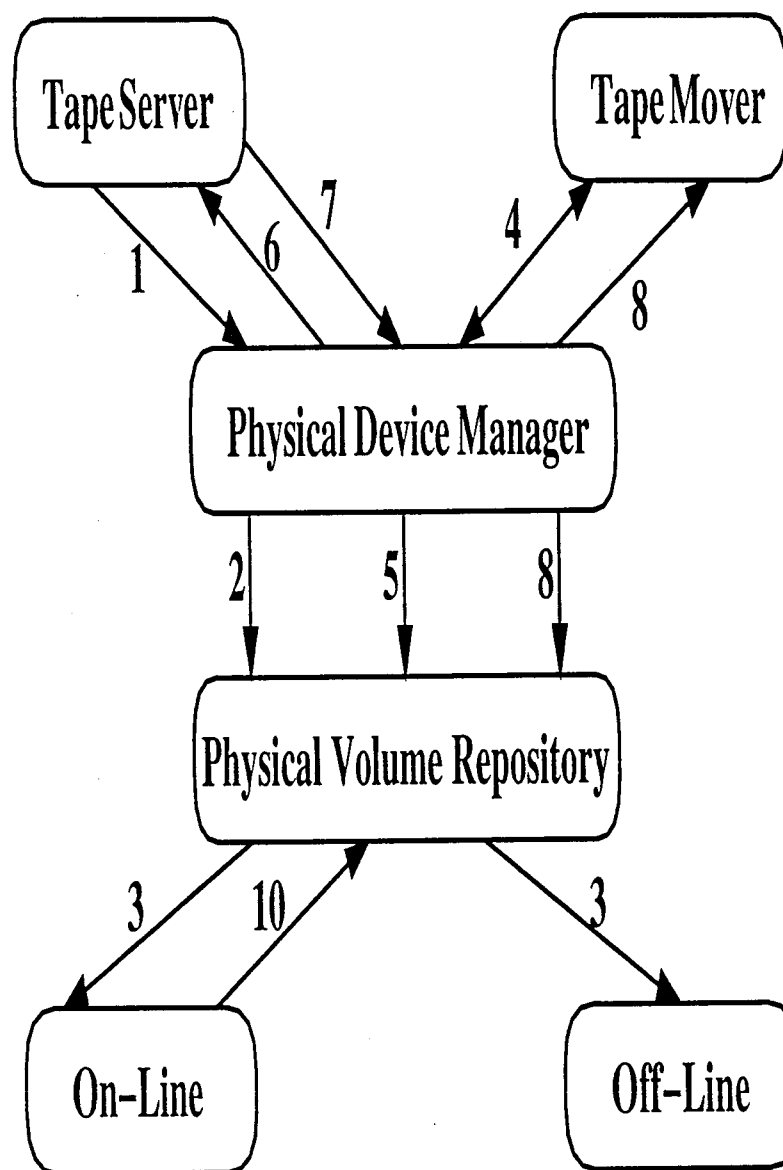 Tape Server
Tape Mover
1
6
7
4
8
Physical Device Manager
2
5
8
Physical Volume Repository
3
10
3
On-Line
Off-Line